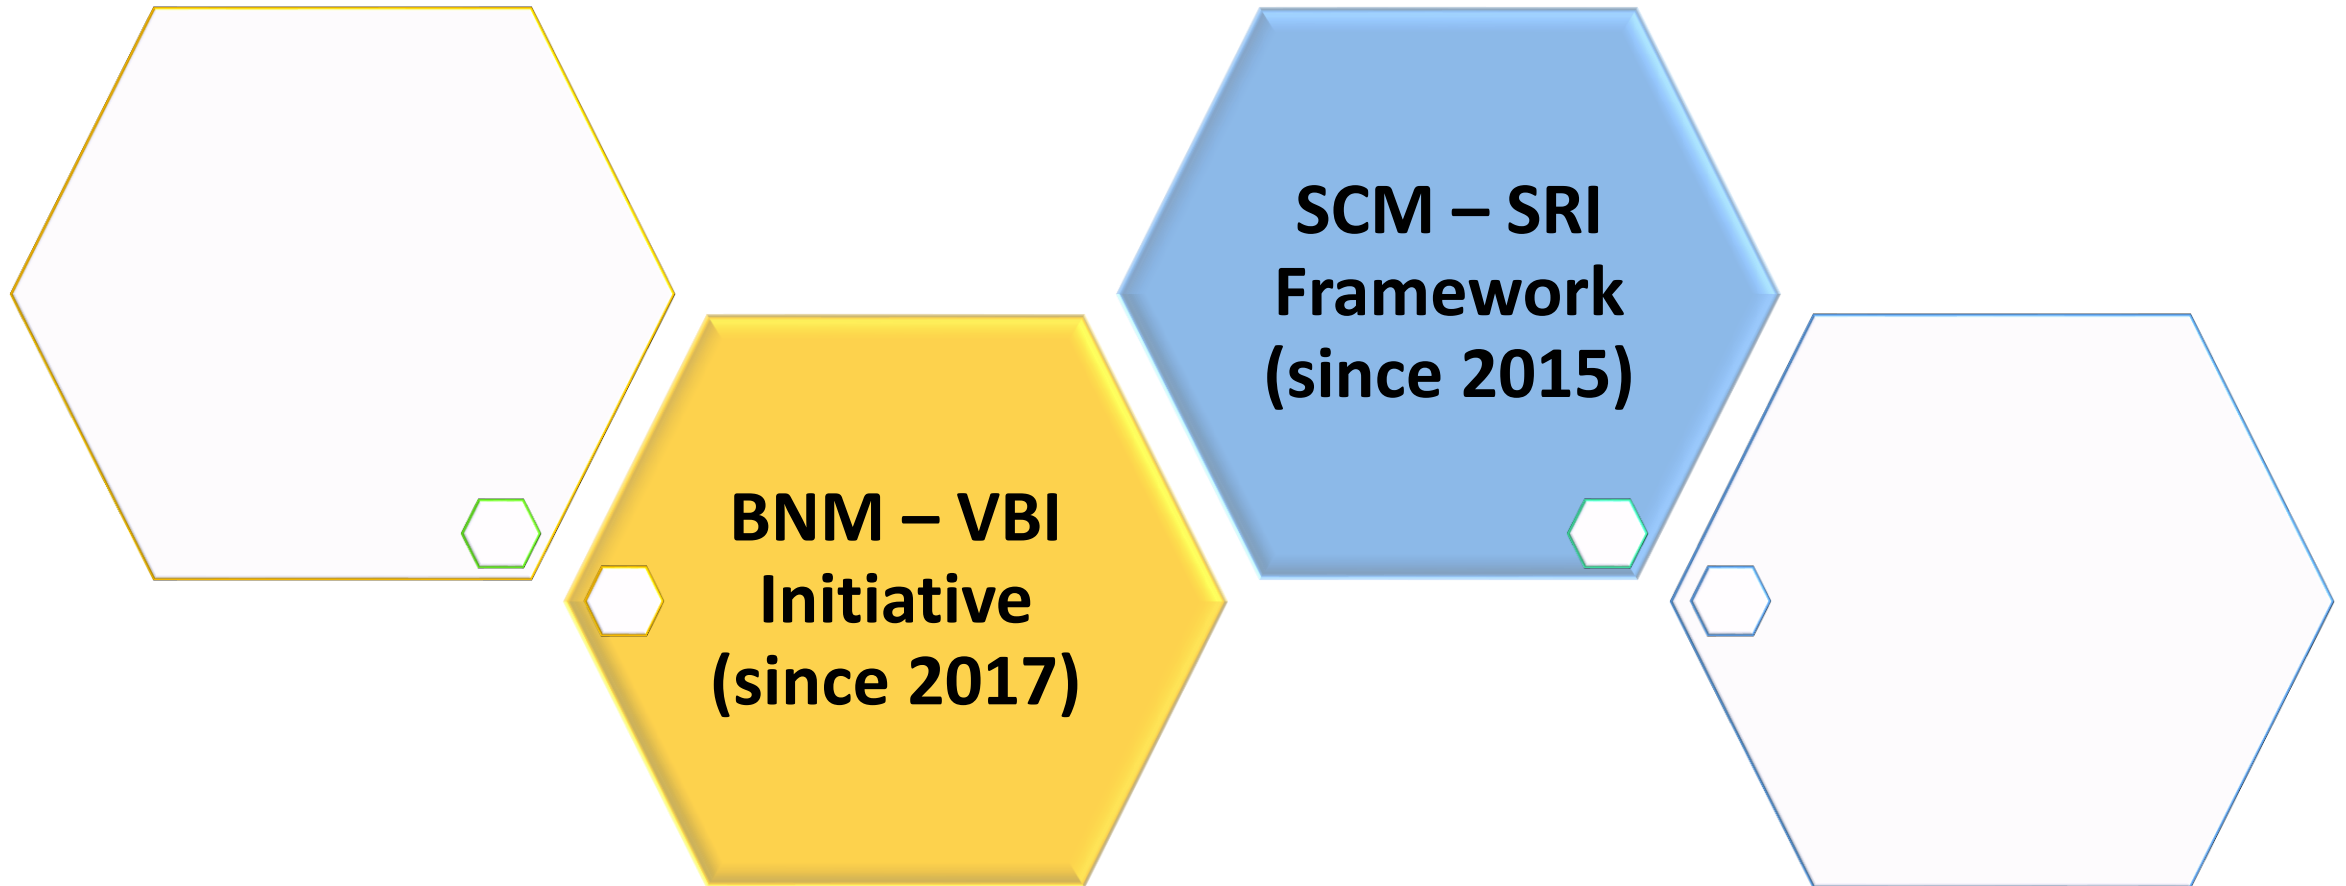 BNM – VBI
Initiative
(since 2017)
SCM – SRI
Framework
(since 2015)